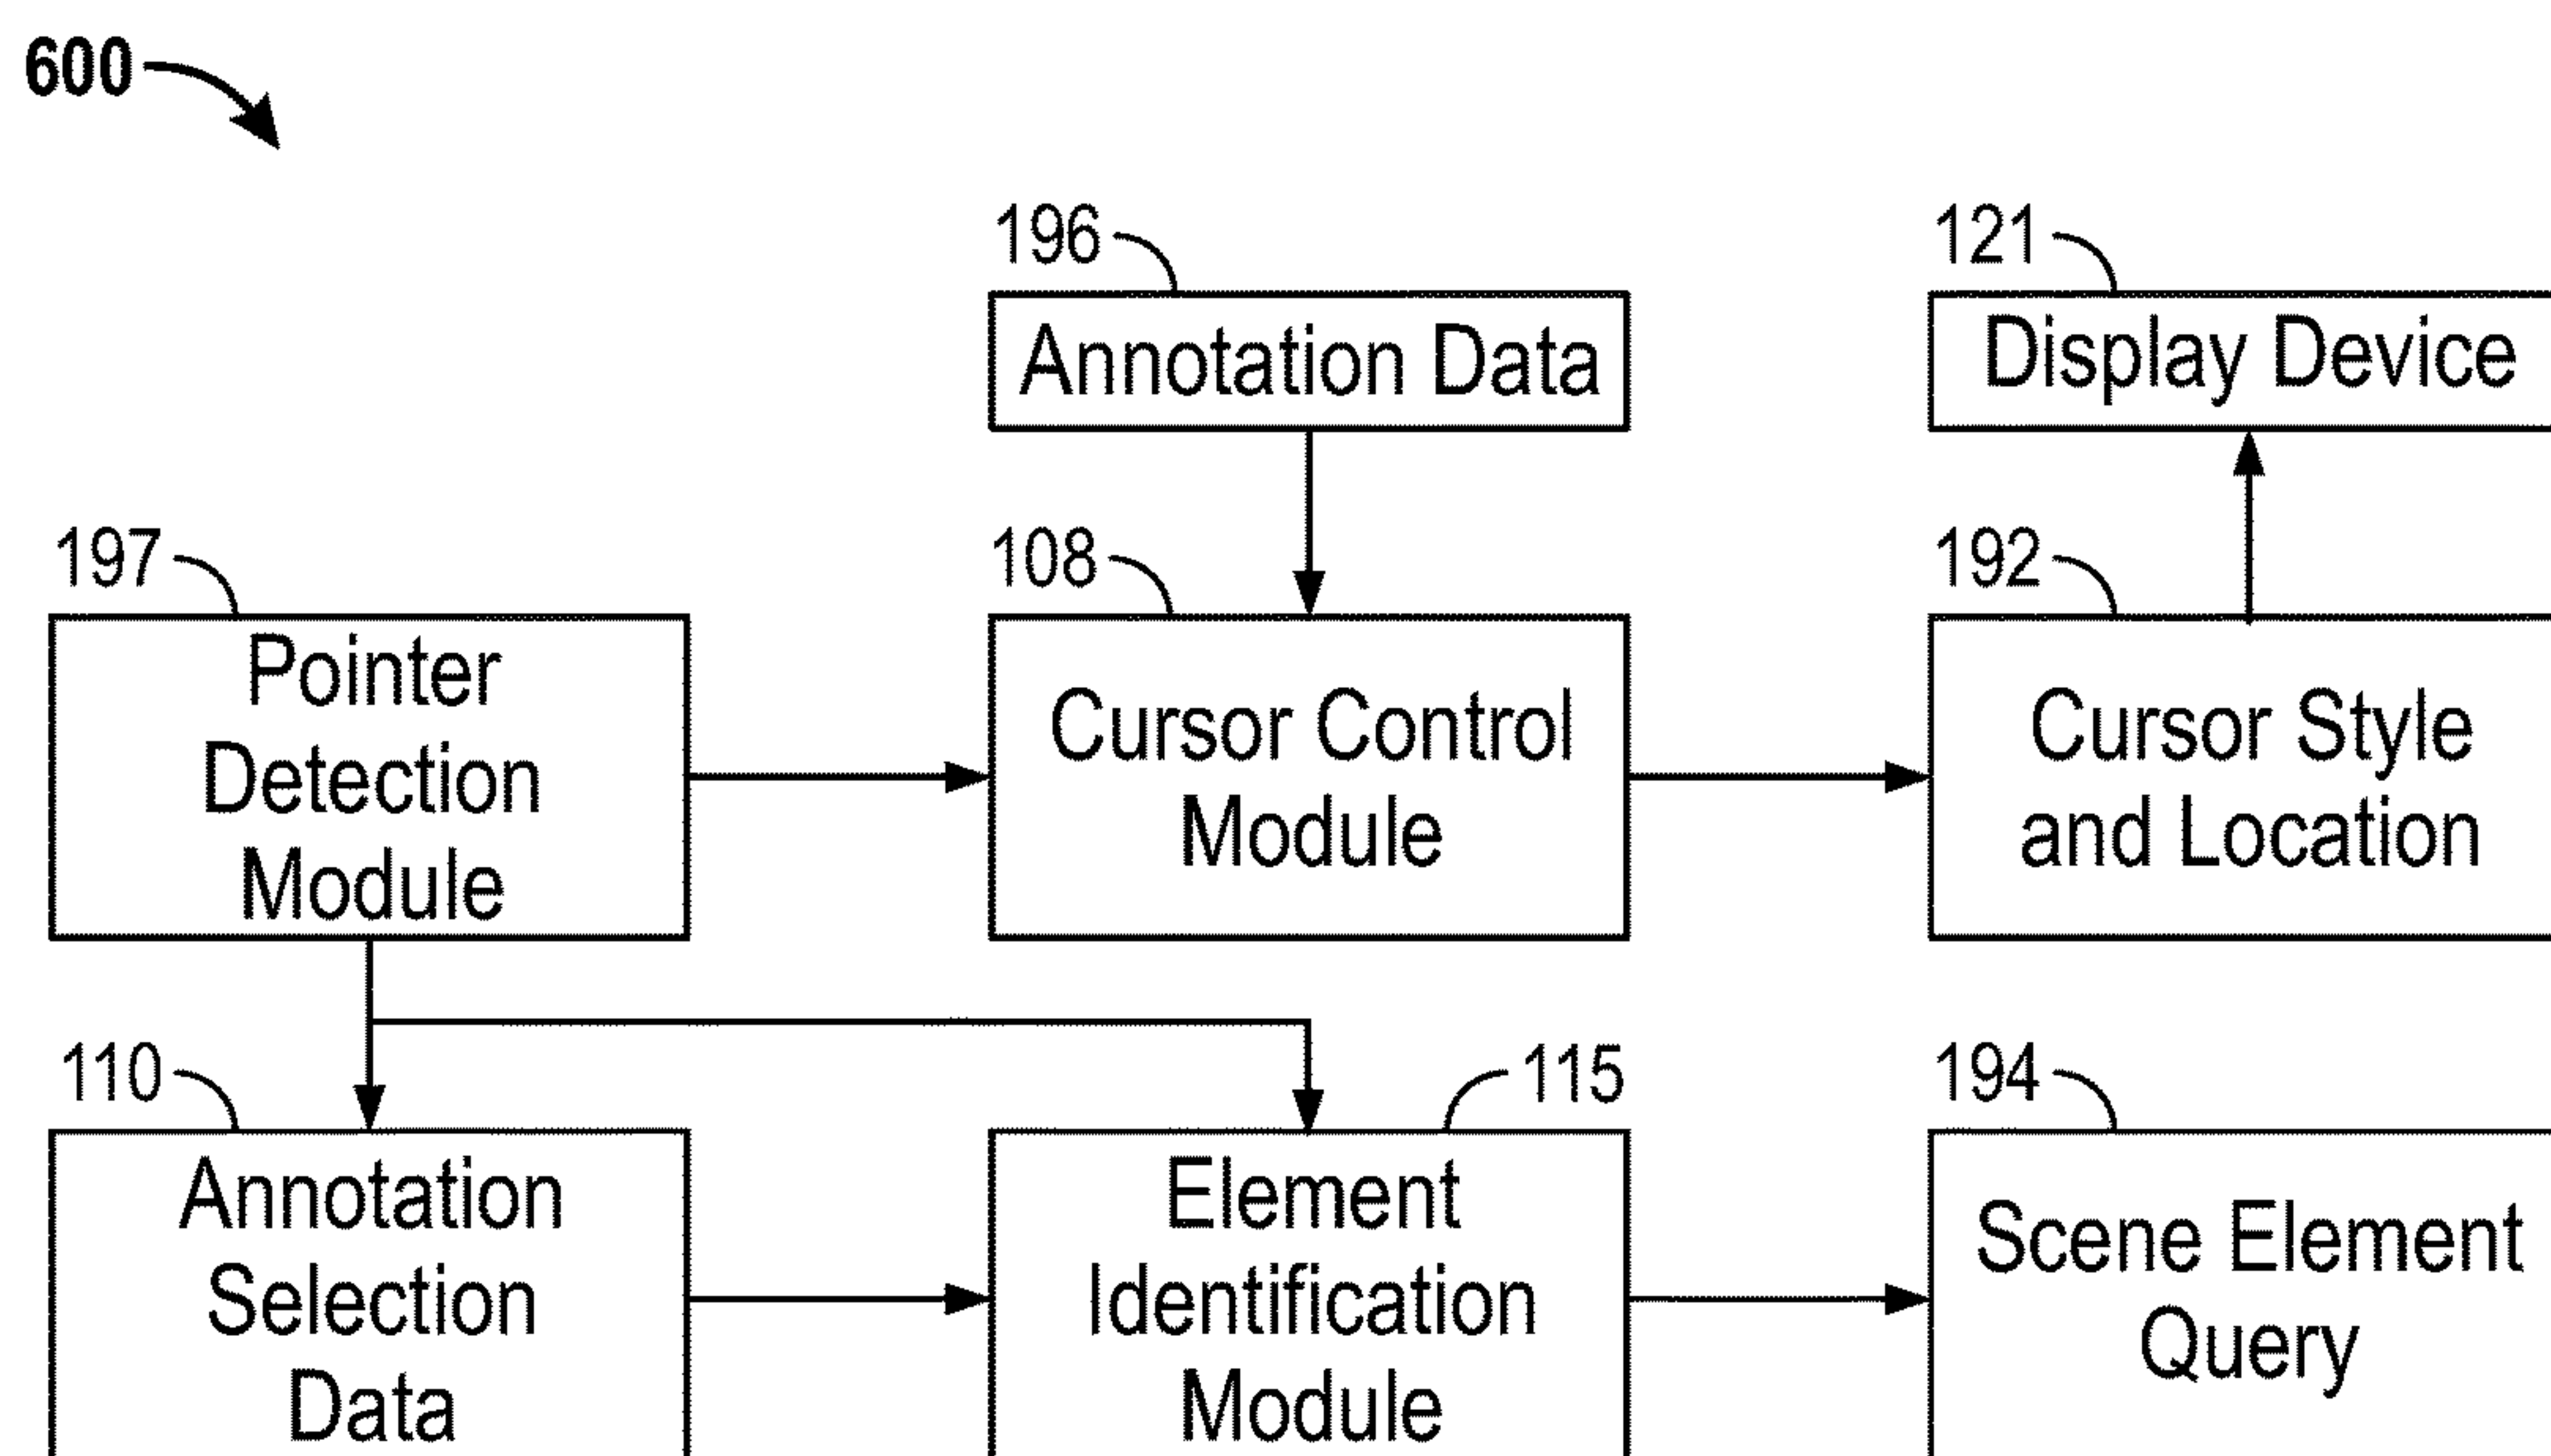 600
196
Annotation Data
121
Display Device
197
Pointer
Detection
Module
108
Cursor Control
Module
192
Cursor Style
and Location
110
Annotation
Selection
Data
115
Element
Identification
Module
194
Scene Element
Query